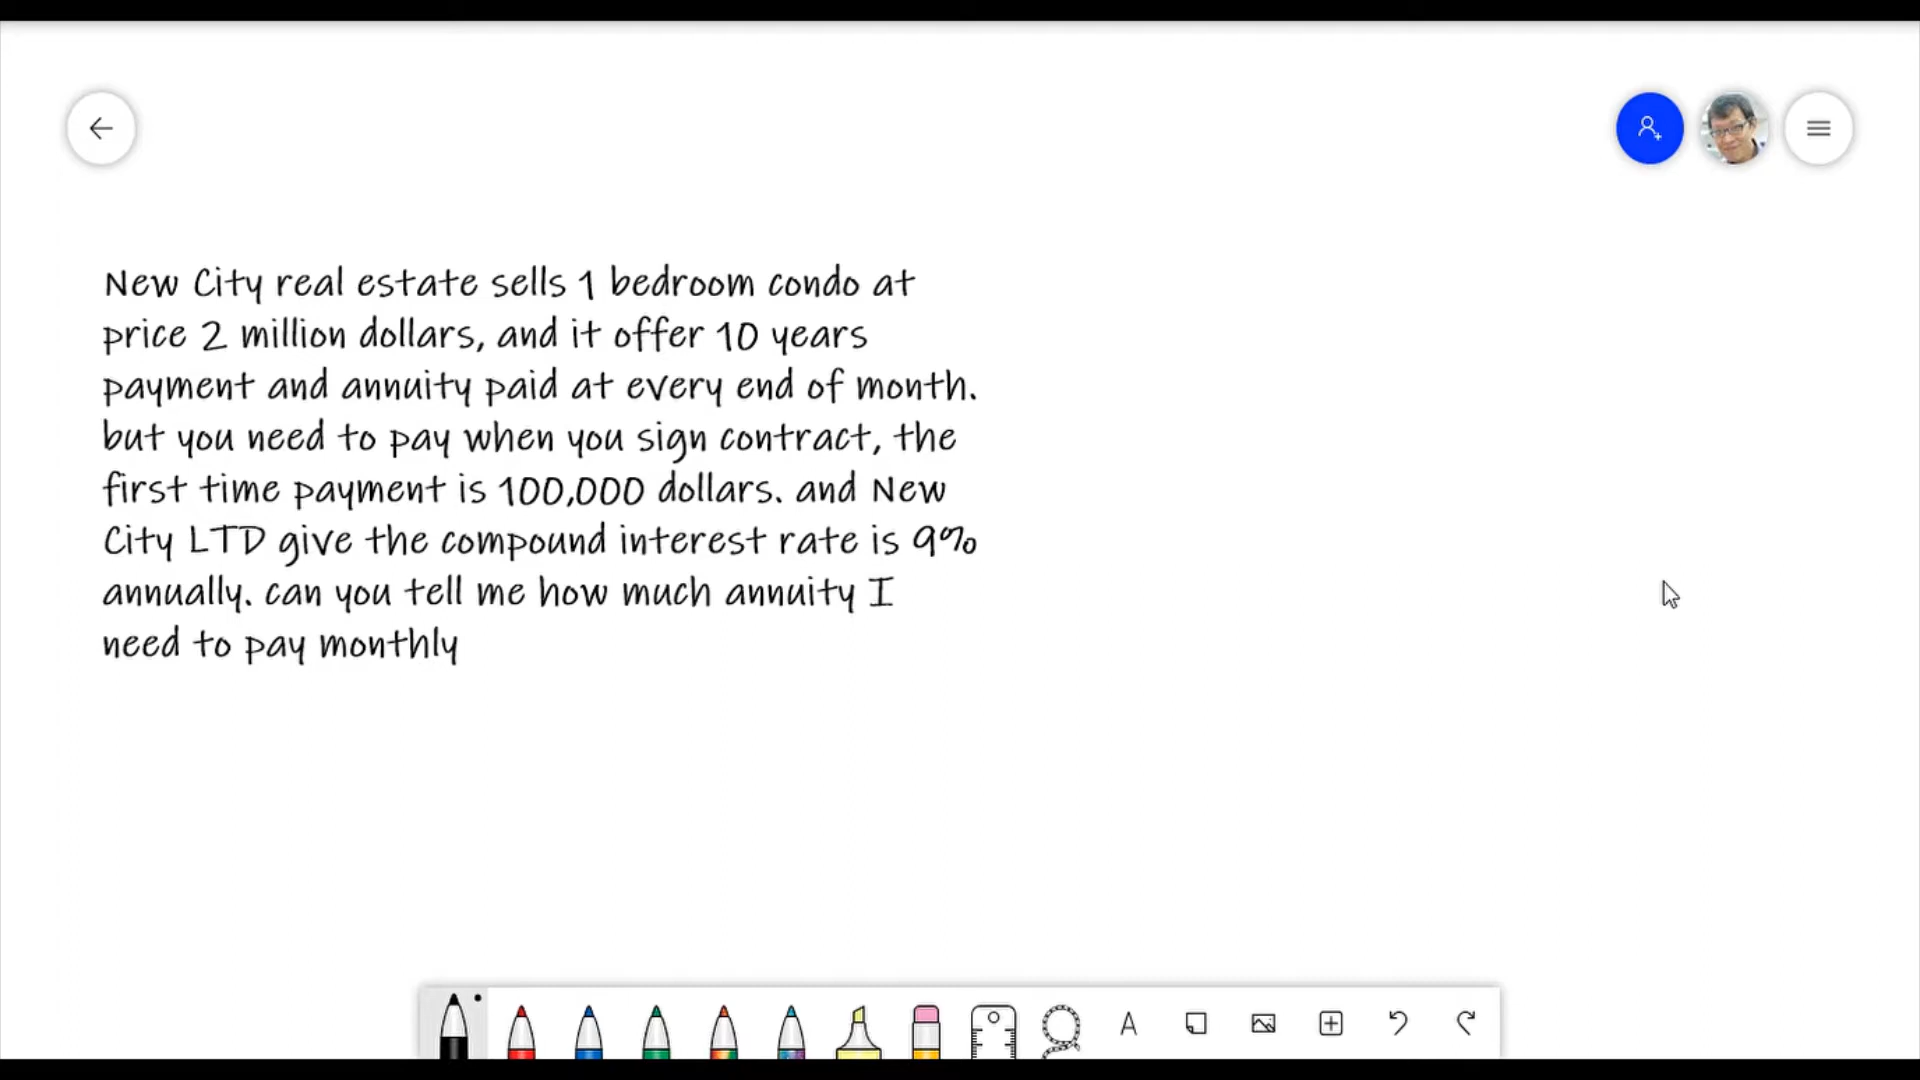 New City real estate sells 1 bedroom condo at
price 2 million dollars, and it offer 10 years
payment and annuity paid at every end of month.
but you need to pay when you sign contract, the
first time payment is 100,000 dollars. and New
City LTD give the compound interest rate is 9%
annually. can you tell me how much annuity I
need to pay monthly